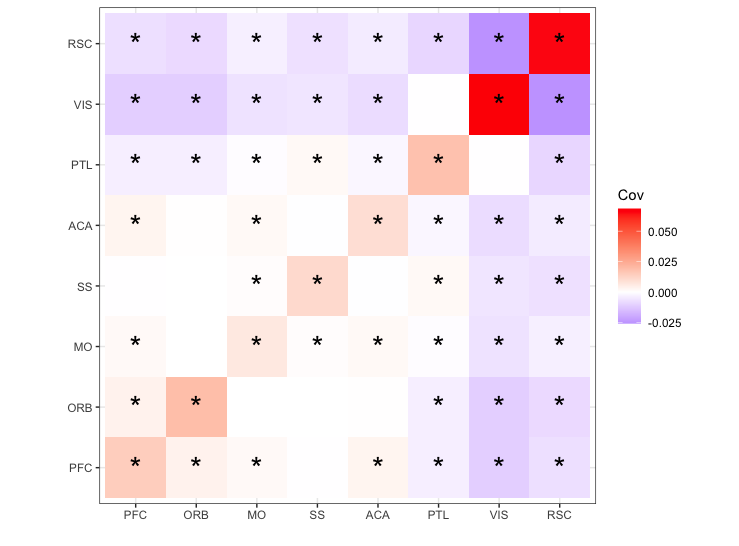 RSC * * * * * * * *
VIS * * * * * * *
PTL * * * * * * *
ACA * * * * * *
SS * * * * *
MO * * * * * * *
ORB * * * * *
PFC * * * * * * *
PFC ORB MO SS ACA PTL VIS RSC
Cov
0.050
0.025
0.000
-0.025